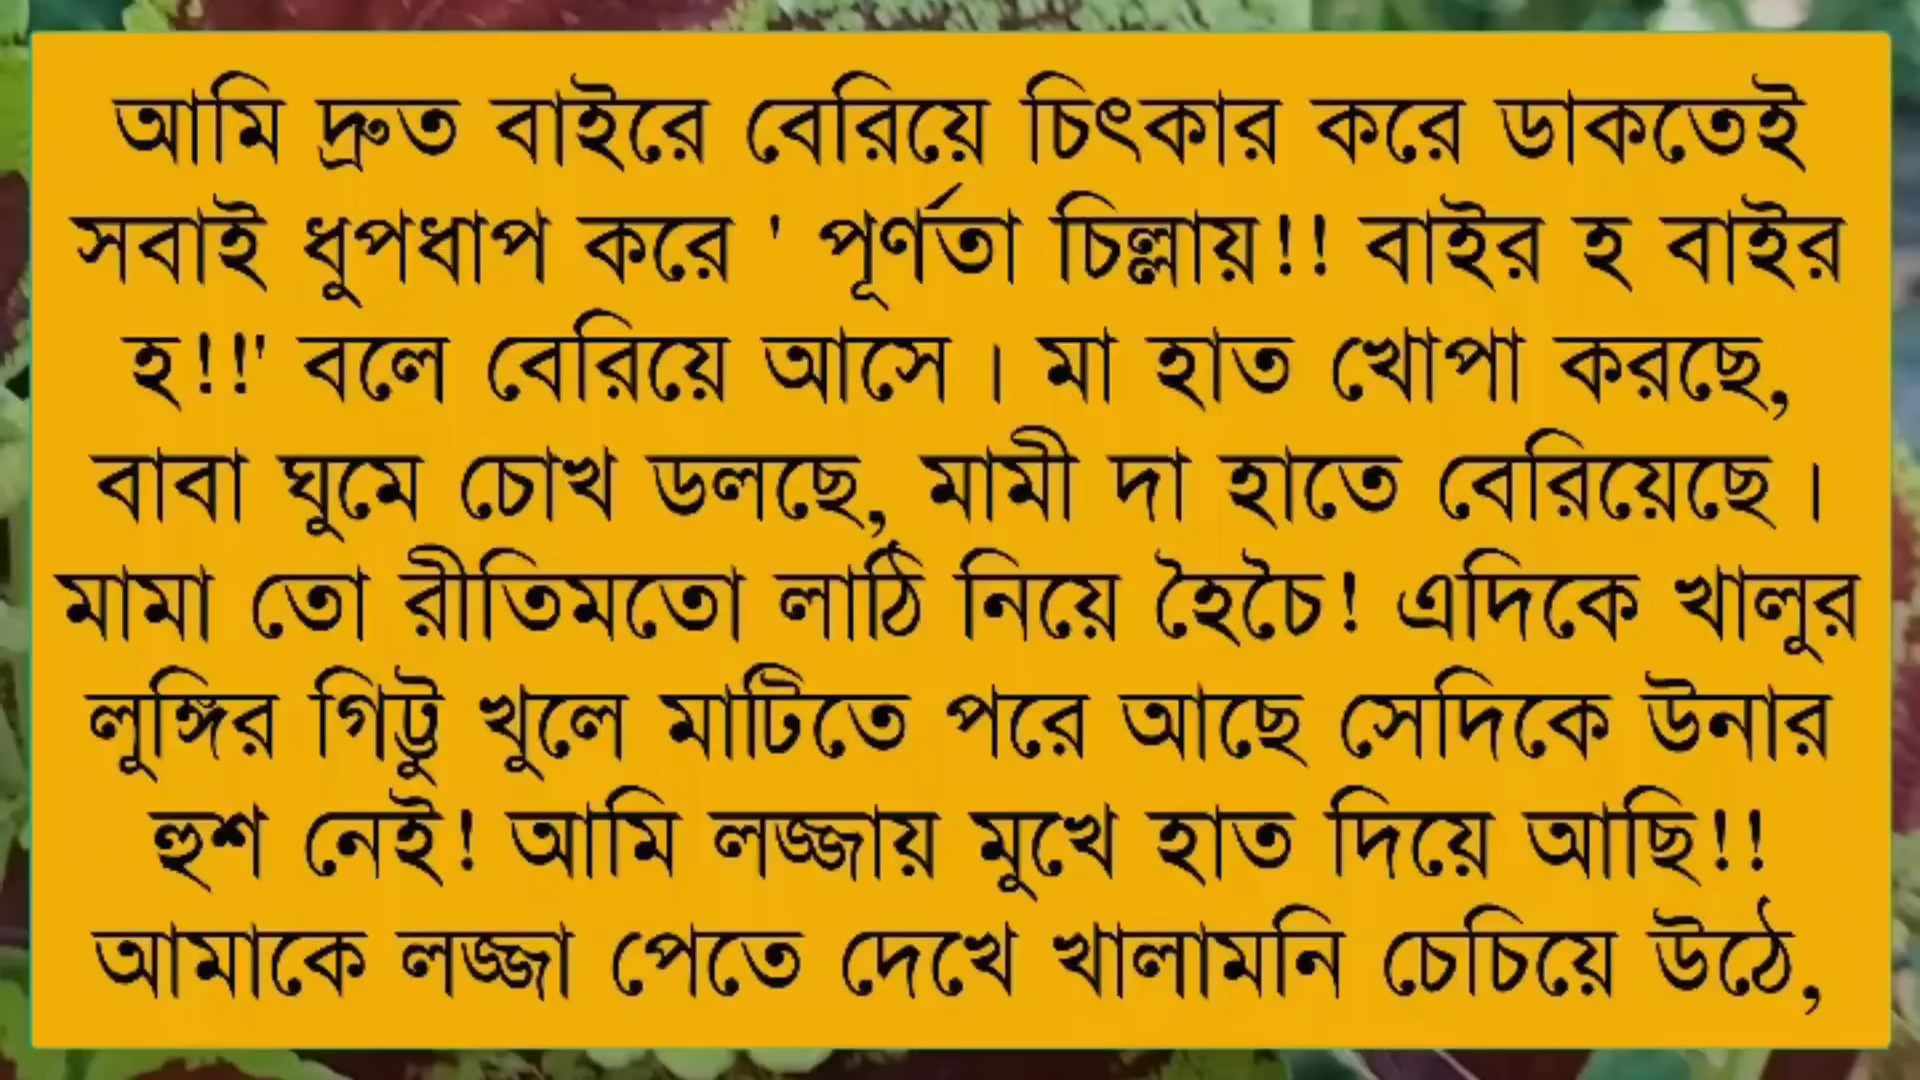 আমি দ্রুত বাইরে বেরিয়ে চিৎকার করে ডাকতেই
সবাই ধুপধাপ করে ' পূর্ণতা চিল্লায়!! বাইর হ বাইর
হ!!' বলে বেরিয়ে আসে। মা হাত খোপা করছে,
বাবা ঘুমে চোখ ডলছে, মামী দা হাতে বেরিয়েছে।
মামা তো রীতিমতো লাঠি নিয়ে হৈচৈ! এদিকে খালুর
লুঙ্গির গিট্টু খুলে মাটিতে পরে আছে সেদিকে উনার
হুশ নেই! আমি লজ্জায় মুখে হাত দিয়ে আছি!!
আমাকে লজ্জা পেতে দেখে খালামনি চেচিয়ে উঠে,